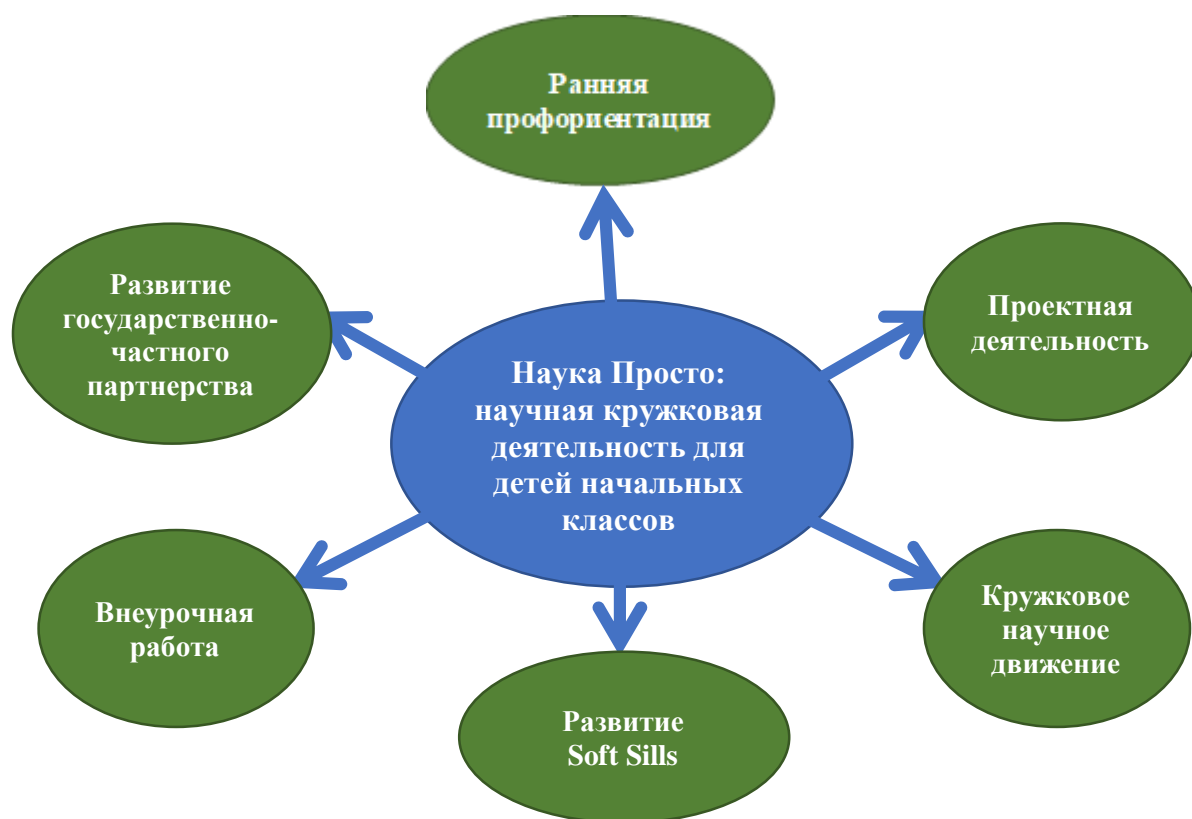 Ранняя
профориентация
Развитие
государственно-
частного
партнерства
Проектная
деятельность
Наука Просто:
научная кружковая
деятельность для
детей начальных
классов
Внеурочная
работа
Кружковое
научное
движение
Развитие
Soft Sills